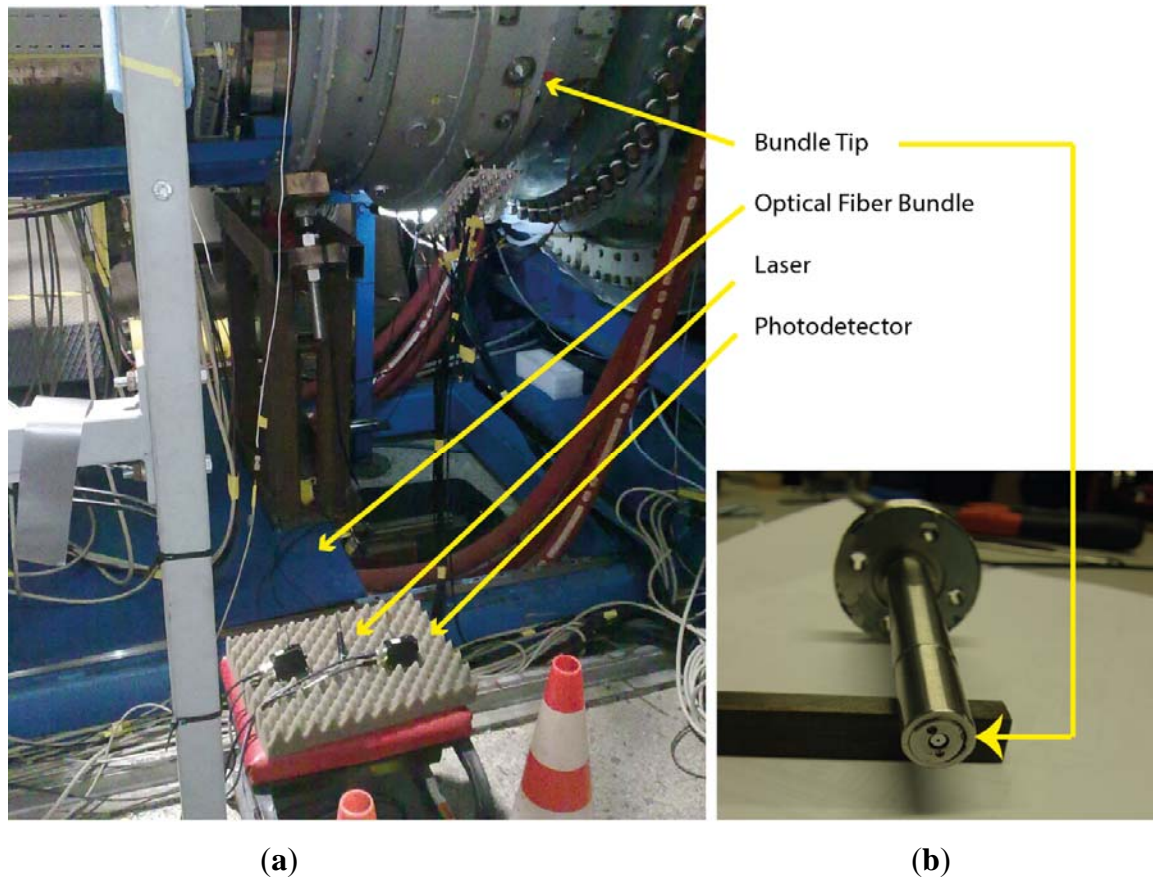 Bundle Tip
Optical Fiber Bundle
Laser
Photodetector
(a)
(b)